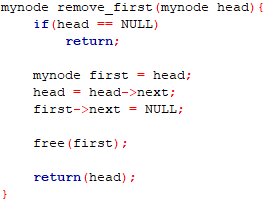 mynode remove_first(mynode head){
    if(head == NULL)
        return;

    mynode first = head;
    head = head->next;
    first->next = NULL;

    free(first);

    return(head);
}